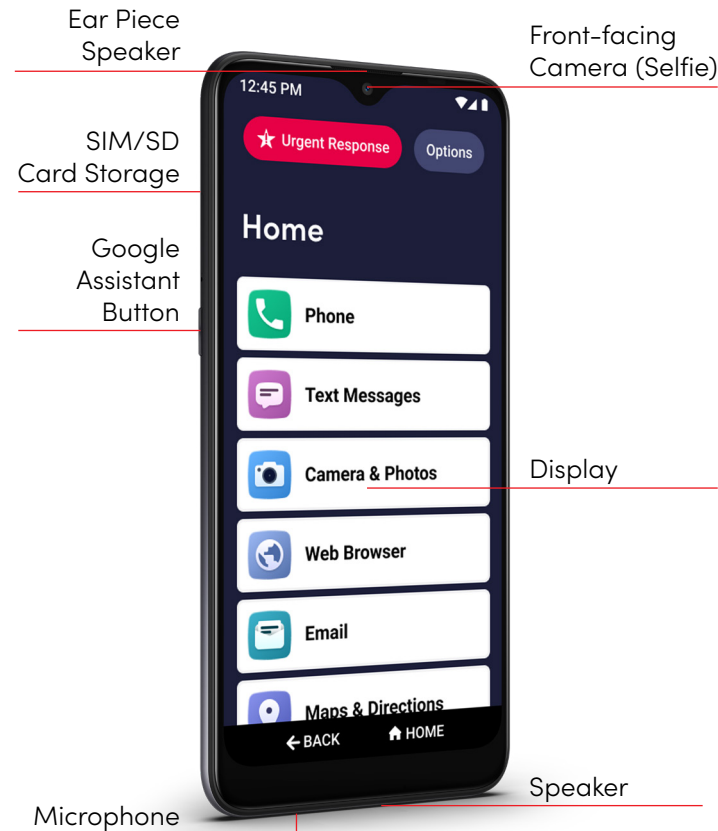 Ear Piece
Speaker
Front-facing
Camera (Selfie)
12:45 PM
Urgent Response
Options
SIM/SD
Card Storage
Home
Google
Assistant
Button
Phone
Text Messages
Camera & Photos
Display
Web Browser
Email
Maps & Directions
BACK
HOME
Speaker
Microphone